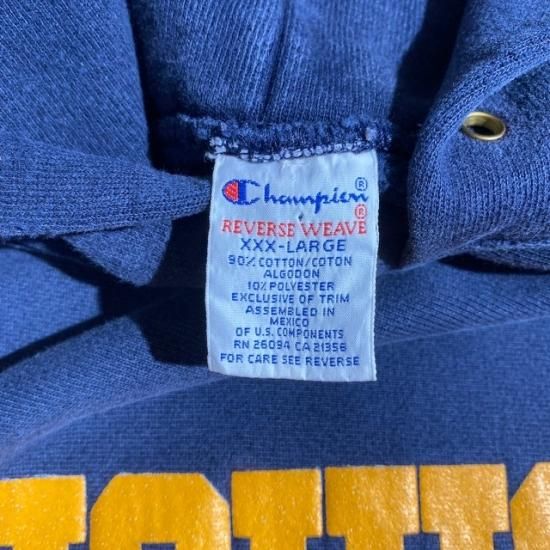 Champion®
REVERSE WEAVE®
XXX-LARGE
90% COTTON/COTON
ALGODON
10% POLYESTER
EXCLUSIVE OF TRIM
ASSEMBLED IN
MEXICO
OF U.S. COMPONENTS
RN 26094 CA 21356
FOR CARE SEE REVERSE